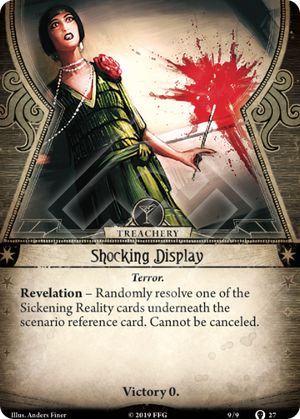 TREACHERY
Shocking Display
Terror.
Revelation – Randomly resolve one of the
Sickening Reality cards underneath the
scenario reference card. Cannot be canceled.
Victory 0.
Illus. Anders Finer
© 2019 FFG
9/9
27